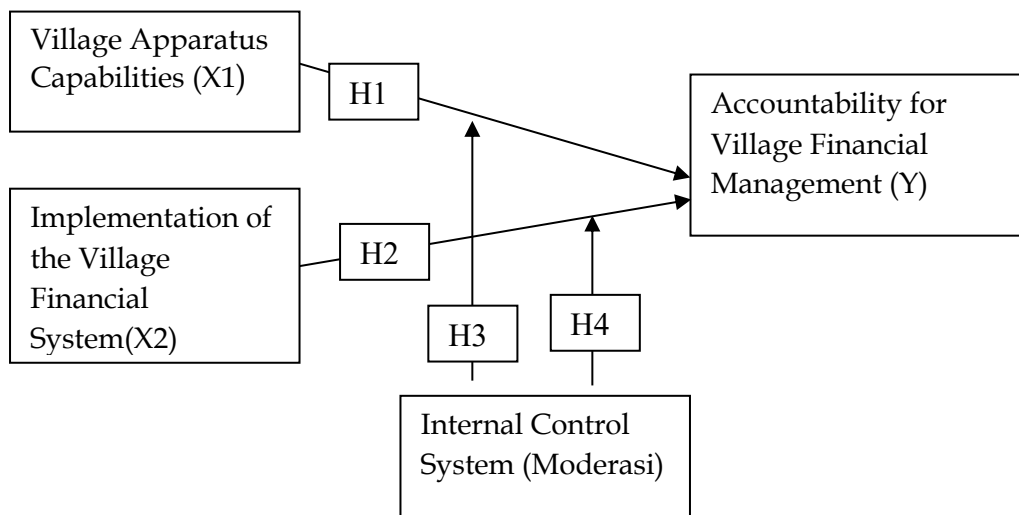 Village Apparatus
Capabilities (X1)
H1
Accountability for
Village Financial
Management (Y)
Implementation of
the Village
Financial
System(X2)
H2
H3
H4
Internal Control
System (Moderasi)